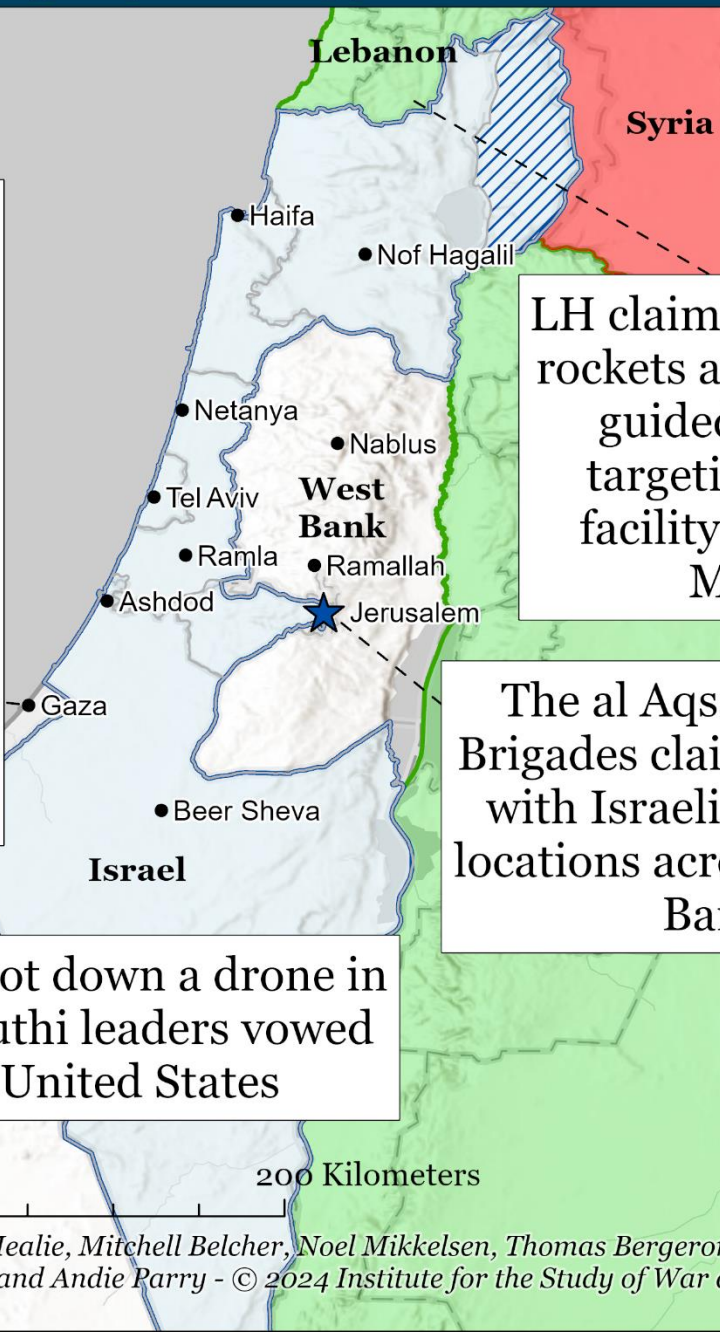 Lebanon
Syria
Haifa
Nof Hagalil
LH claim
rockets a
guided
targeti
facility
M
Netanya
Nablus
West
Bank
Tel Aviv
Ramla
Ramallah
Ashdod
Jerusalem
Gaza
The al Aqs
Brigades clai
with Israeli
locations acro
Ba
Beer Sheva
Israel
ot down a drone in
uthi leaders vowed
United States
200 Kilometers
Mealie, Mitchell Belcher, Noel Mikkelsen, Thomas Bergeron
and Andie Parry - © 2024 Institute for the Study of War